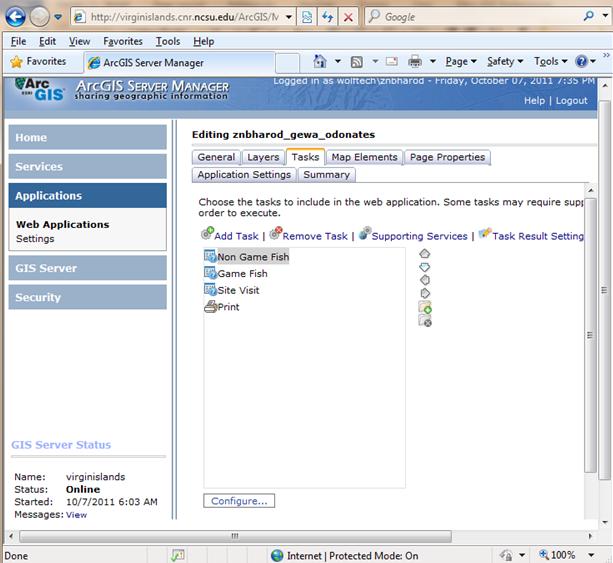 http://virginislands.cnr.ncsu.edu/ArcGIS/M
Google
File Edit View Favorites Tools Help
Favorites ArcGIS Server Manager Page Safety Tools
Logged in as wolftech\znbharod - Friday, October 07, 2011 7:35 PM
Arc GIS ArcGIS Server Manager
sharing geographic information
Help | Logout
Home
Services
Applications
Web Applications
Settings
GIS Server
Security
GIS Server Status
Name: virginislands
Status: Online
Started: 10/7/2011 6:03 AM
Messages: View
Editing znbharod_gewa_odonates
General Layers Tasks Map Elements Page Properties
Application Settings Summary
Choose the tasks to include in the web application. Some tasks may require supp
order to execute.
Add Task | Remove Task | Supporting Services | Task Result Setting
Non Game Fish
Game Fish
Site Visit
Print
Configure...
Done Internet | Protected Mode: On 100%